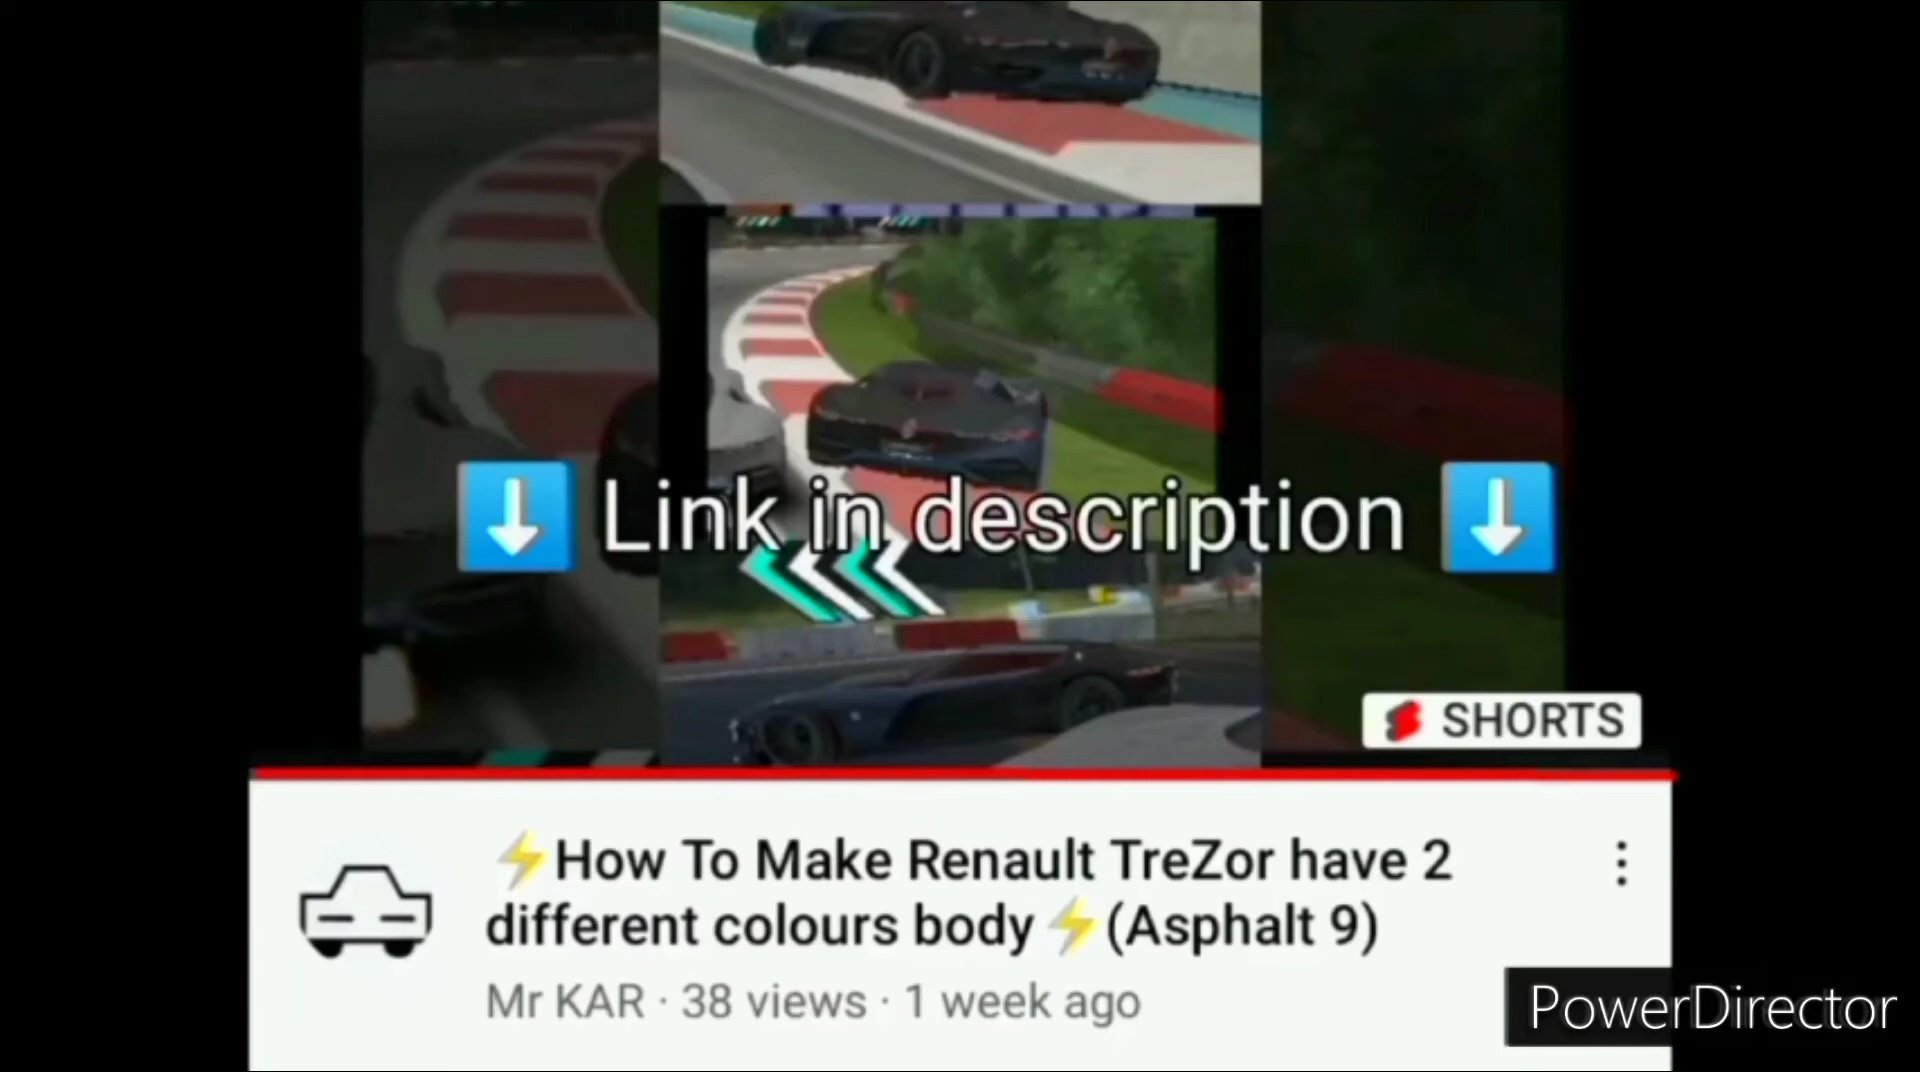 ⬇️ Link in description ⬇️
SHORTS
⚡How To Make Renault TreZor have 2
different colours body ⚡(Asphalt 9)
Mr KAR · 38 views · 1 week ago
PowerDirector